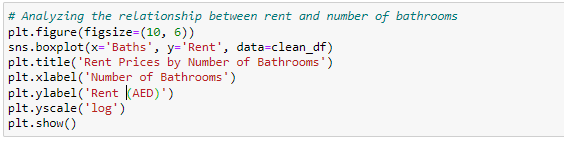 # Analyzing the relationship between rent and number of bathrooms
plt.figure(figsize=(10, 6))
sns.boxplot(x='Baths', y='Rent', data=clean_df)
plt.title('Rent Prices by Number of Bathrooms')
plt.xlabel('Number of Bathrooms')
plt.ylabel('Rent (AED)')
plt.yscale('log')
plt.show()